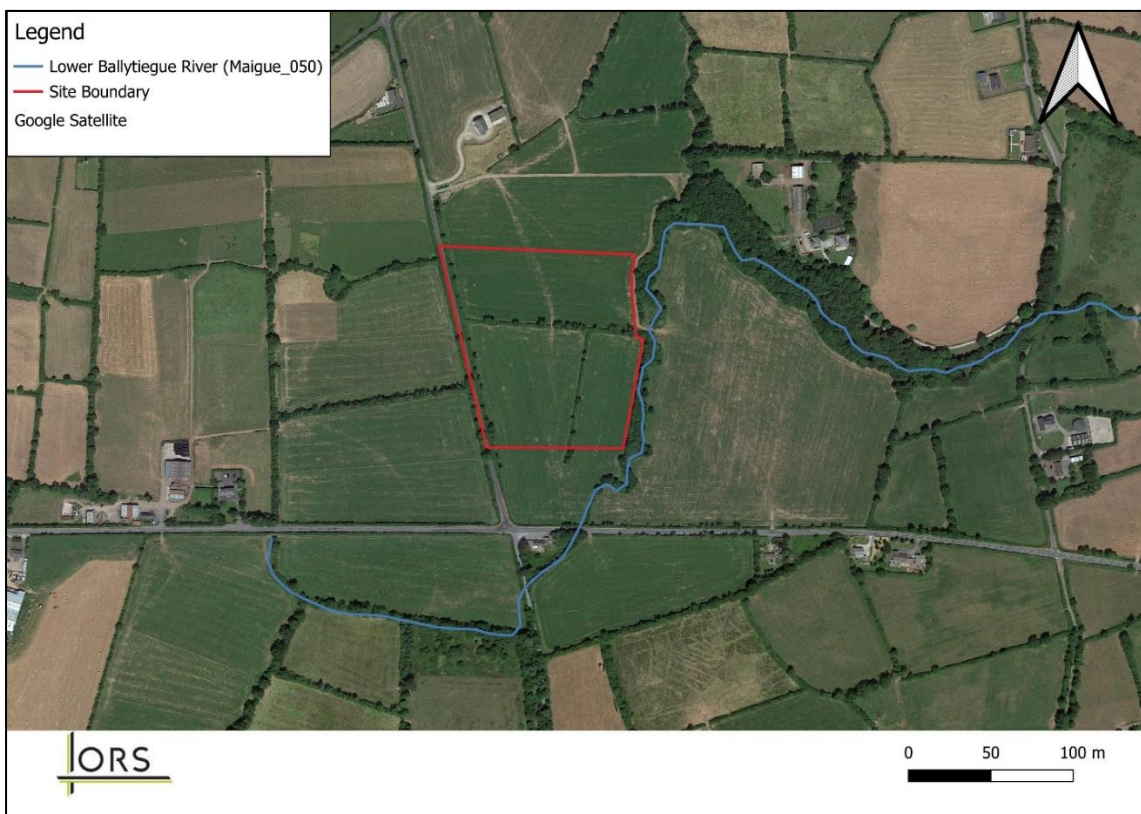 Legend
Lower Ballytiegue River (Maigue_050)
Site Boundary
Google Satellite
ORS
0 50 100 m